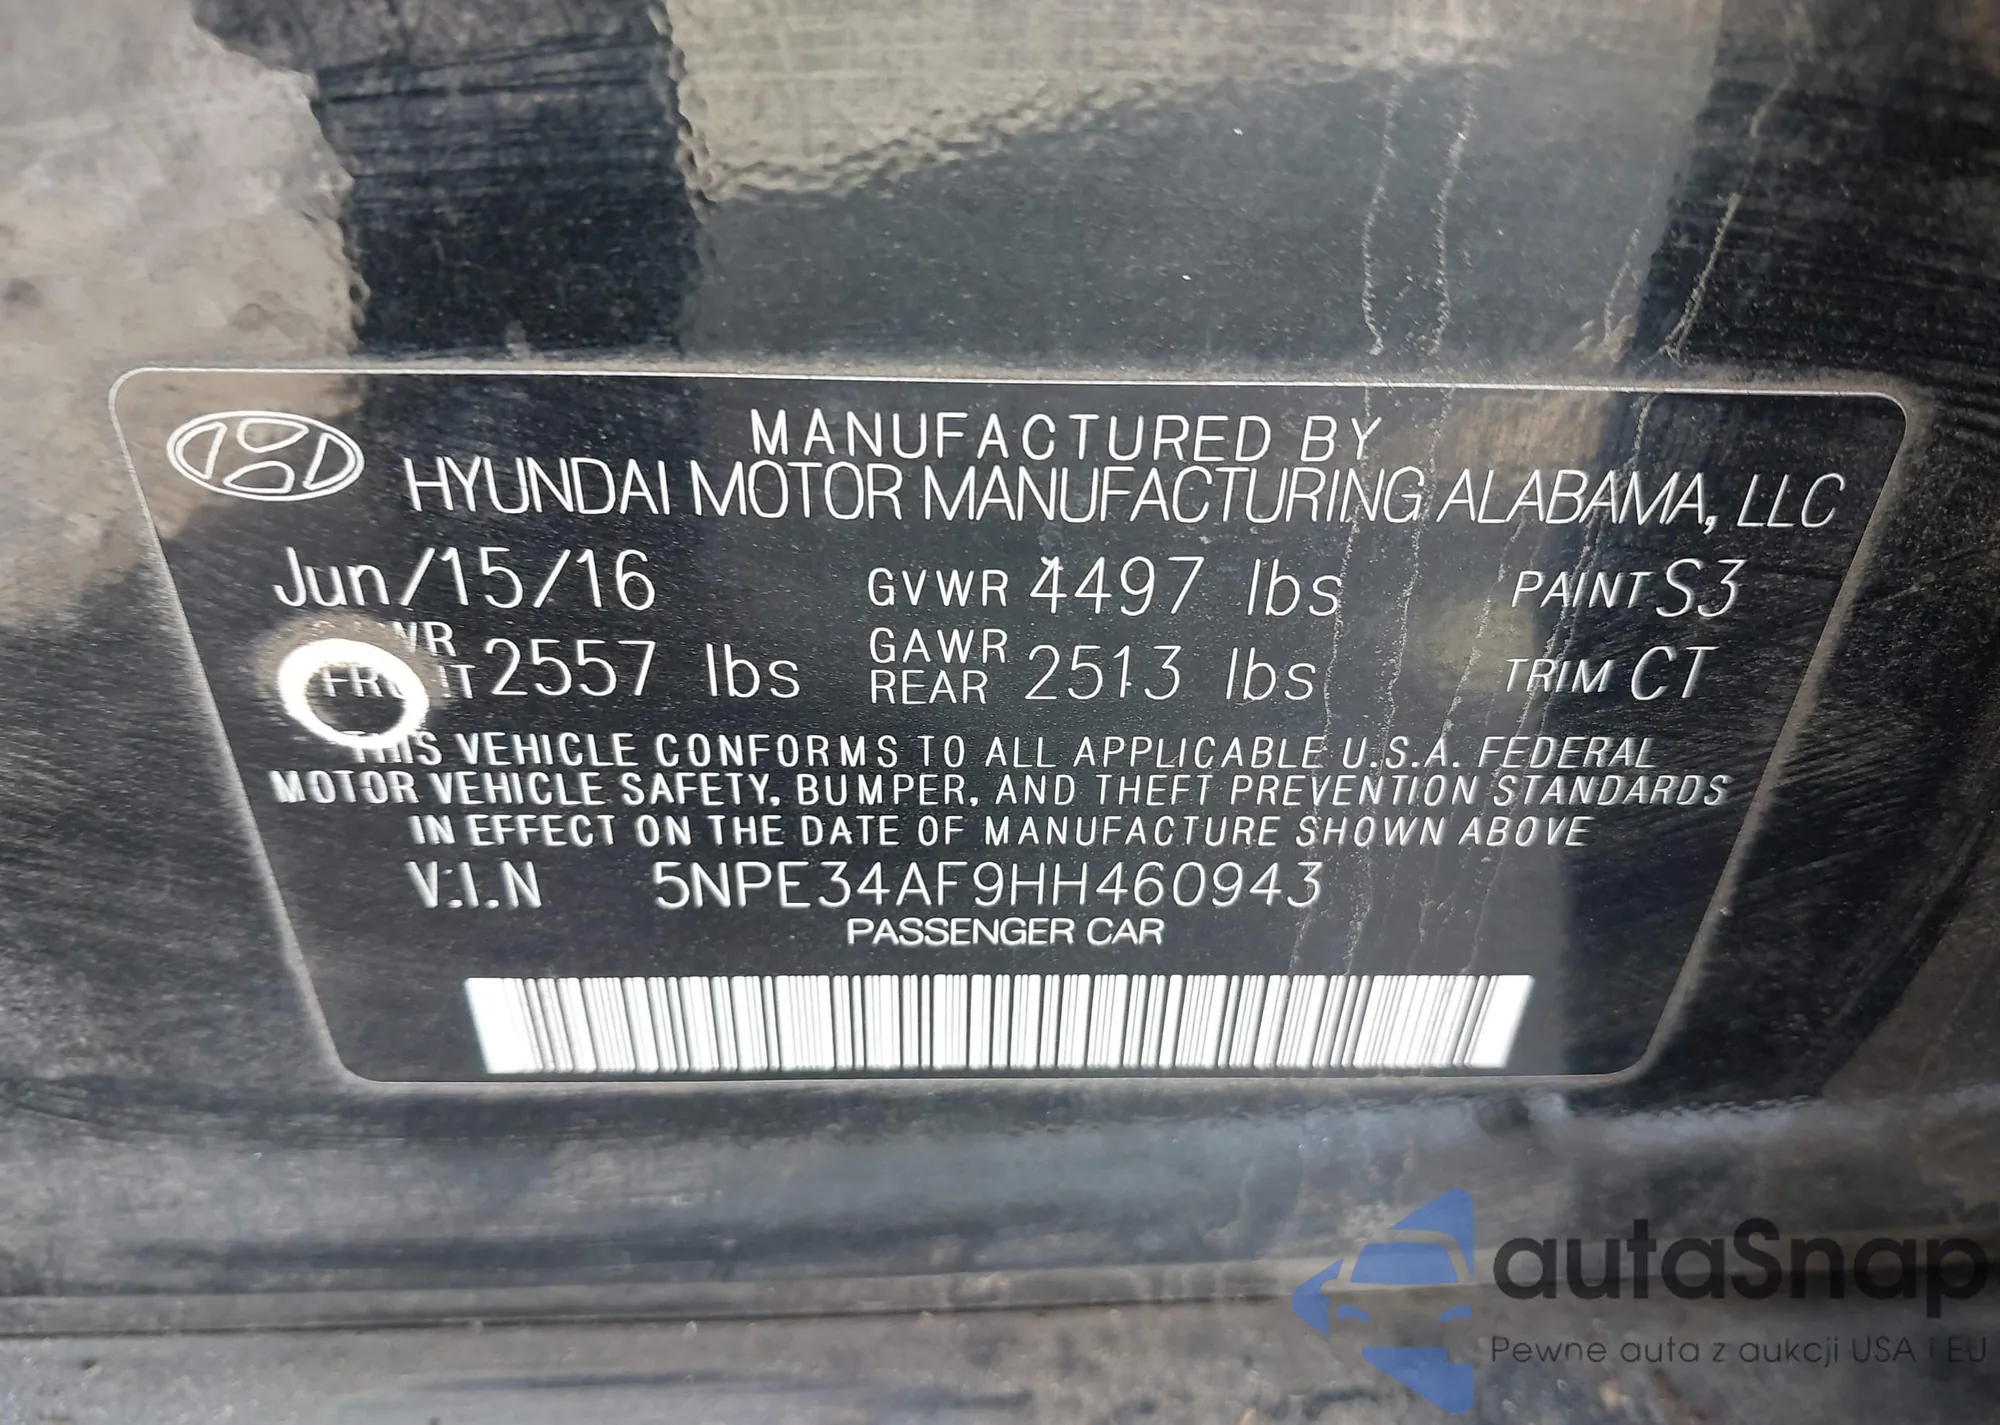 MANUFACTURED BY
HYUNDAI MOTOR MANUFACTURING ALABAMA, LLC
Jun/15/16 GVWR 4497 lbs PAINT S3
2557 lbs GAWR REAR 2513 lbs TRIM CT
THIS VEHICLE CONFORMS TO ALL APPLICABLE U.S.A. FEDERAL
MOTOR VEHICLE SAFETY, BUMPER, AND THEFT PREVENTION STANDARDS
IN EFFECT ON THE DATE OF MANUFACTURE SHOWN ABOVE
V.I.N 5NPE34AF9HH460943
PASSENGER CAR
autaSnap
Pewne auta z aukcji USA i EU